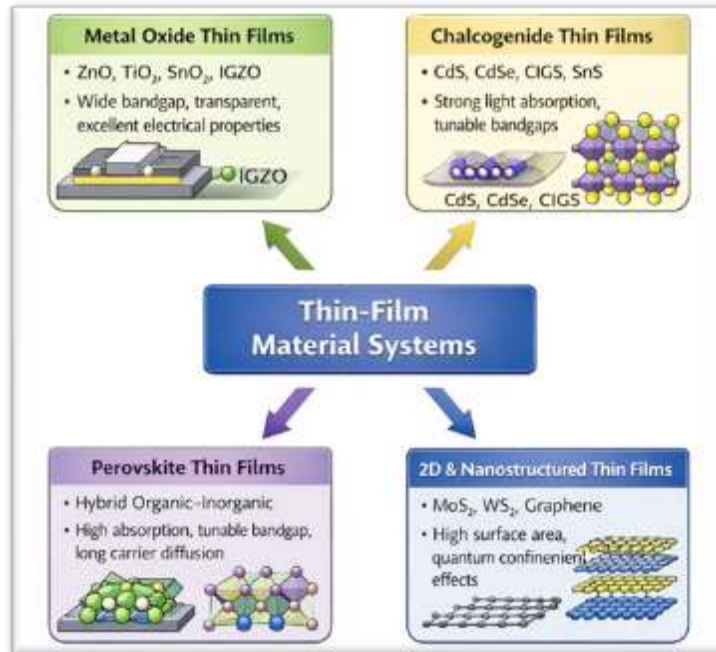 Metal Oxide Thin Films
• ZnO, TiO₂, SnO₂, IGZO
• Wide bandgap, transparent,
excellent electrical properties
IGZO
Chalcogenide Thin Films
• CdS, CdSe, CIGS, SnS
• Strong light absorption,
tunable bandgaps
CdS, CdSe, CIGS
Thin-Film
Material Systems
Perovskite Thin Films
• Hybrid Organic–Inorganic
• High absorption, tunable bandgap,
long carrier diffusion
2D & Nanostructured Thin Films
• MoS₂, WS₂, Graphene
• High surface area,
quantum confinenient
effects